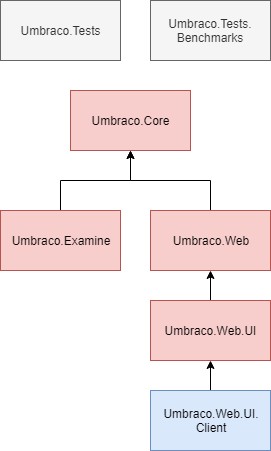 Umbraco.Tests
Umbraco.Tests.
Benchmarks
Umbraco.Core
Umbraco.Examine
Umbraco.Web
Umbraco.Web.UI
Umbraco.Web.UI.
Client